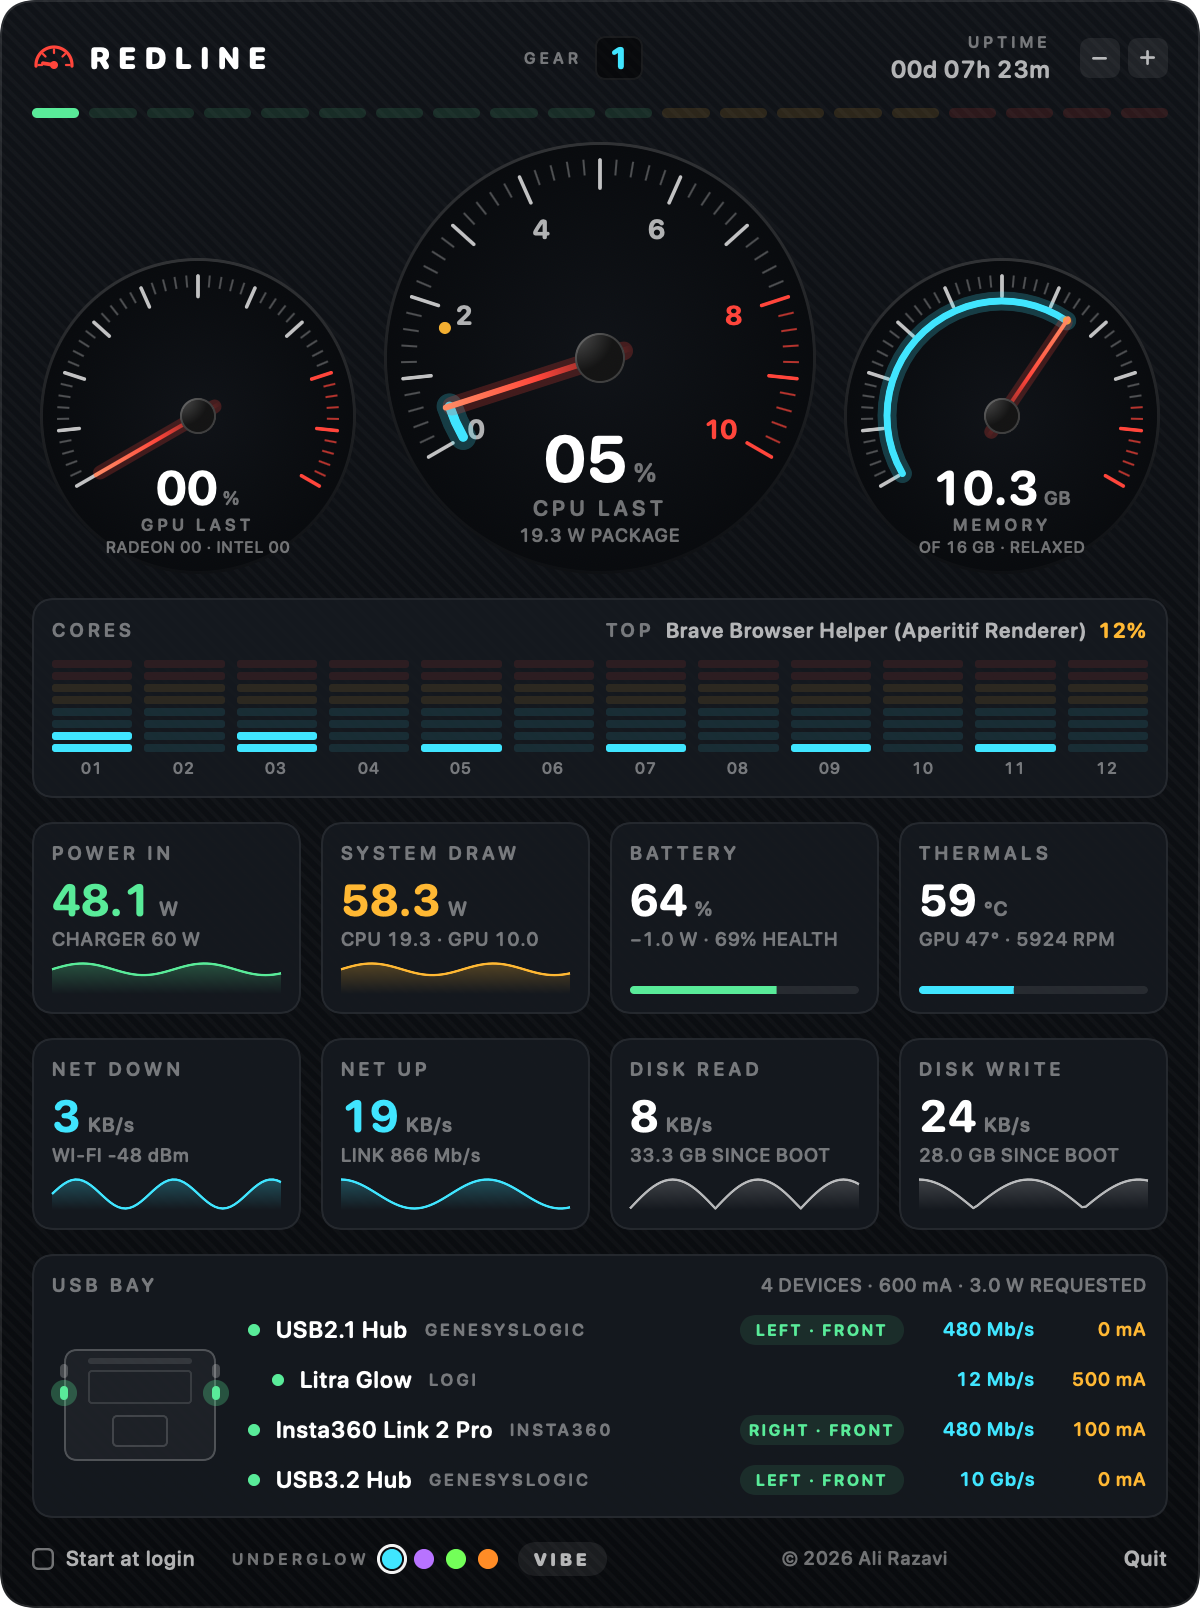 REDLINE
GEAR 1
UPTIME
00d 07h 23m
− +
4 6
2 8
0 10
00 %
GPU LAST
RADEON 00 · INTEL 00
05 %
CPU LAST
19.3 W PACKAGE
10.3 GB
MEMORY
OF 16 GB · RELAXED
CORES TOP Brave Browser Helper (Aperitif Renderer) 12%
01 02 03 04 05 06 07 08 09 10 11 12
POWER IN
48.1 W
CHARGER 60 W
SYSTEM DRAW
58.3 W
CPU 19.3 · GPU 10.0
BATTERY
64 %
−1.0 W · 69% HEALTH
THERMALS
59 °C
GPU 47° · 5924 RPM
NET DOWN
3 KB/s
WI-FI -48 dBm
NET UP
19 KB/s
LINK 866 Mb/s
DISK READ
8 KB/s
33.3 GB SINCE BOOT
DISK WRITE
24 KB/s
28.0 GB SINCE BOOT
USB BAY 4 DEVICES · 600 mA · 3.0 W REQUESTED
USB2.1 Hub GENESYSLOGIC LEFT · FRONT 480 Mb/s 0 mA
Litra Glow LOGI 12 Mb/s 500 mA
Insta360 Link 2 Pro INSTA360 RIGHT · FRONT 480 Mb/s 100 mA
USB3.2 Hub GENESYSLOGIC LEFT · FRONT 10 Gb/s 0 mA
Start at login UNDERGLOW VIBE © 2026 Ali Razavi Quit